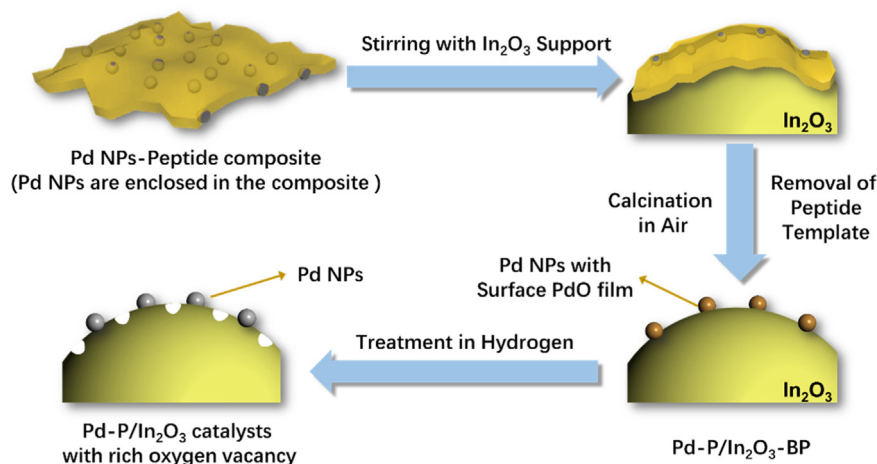 Stirring with In₂O₃ Support
In₂O₃
Pd NPs-Peptide composite
(Pd NPs are enclosed in the composite )
Calcination
in Air
Removal of
Peptide
Template
Pd NPs
Pd NPs with
Surface PdO film
Treatment in Hydrogen
In₂O₃
Pd-P/In₂O₃ catalysts
with rich oxygen vacancy
Pd-P/In₂O₃-BP